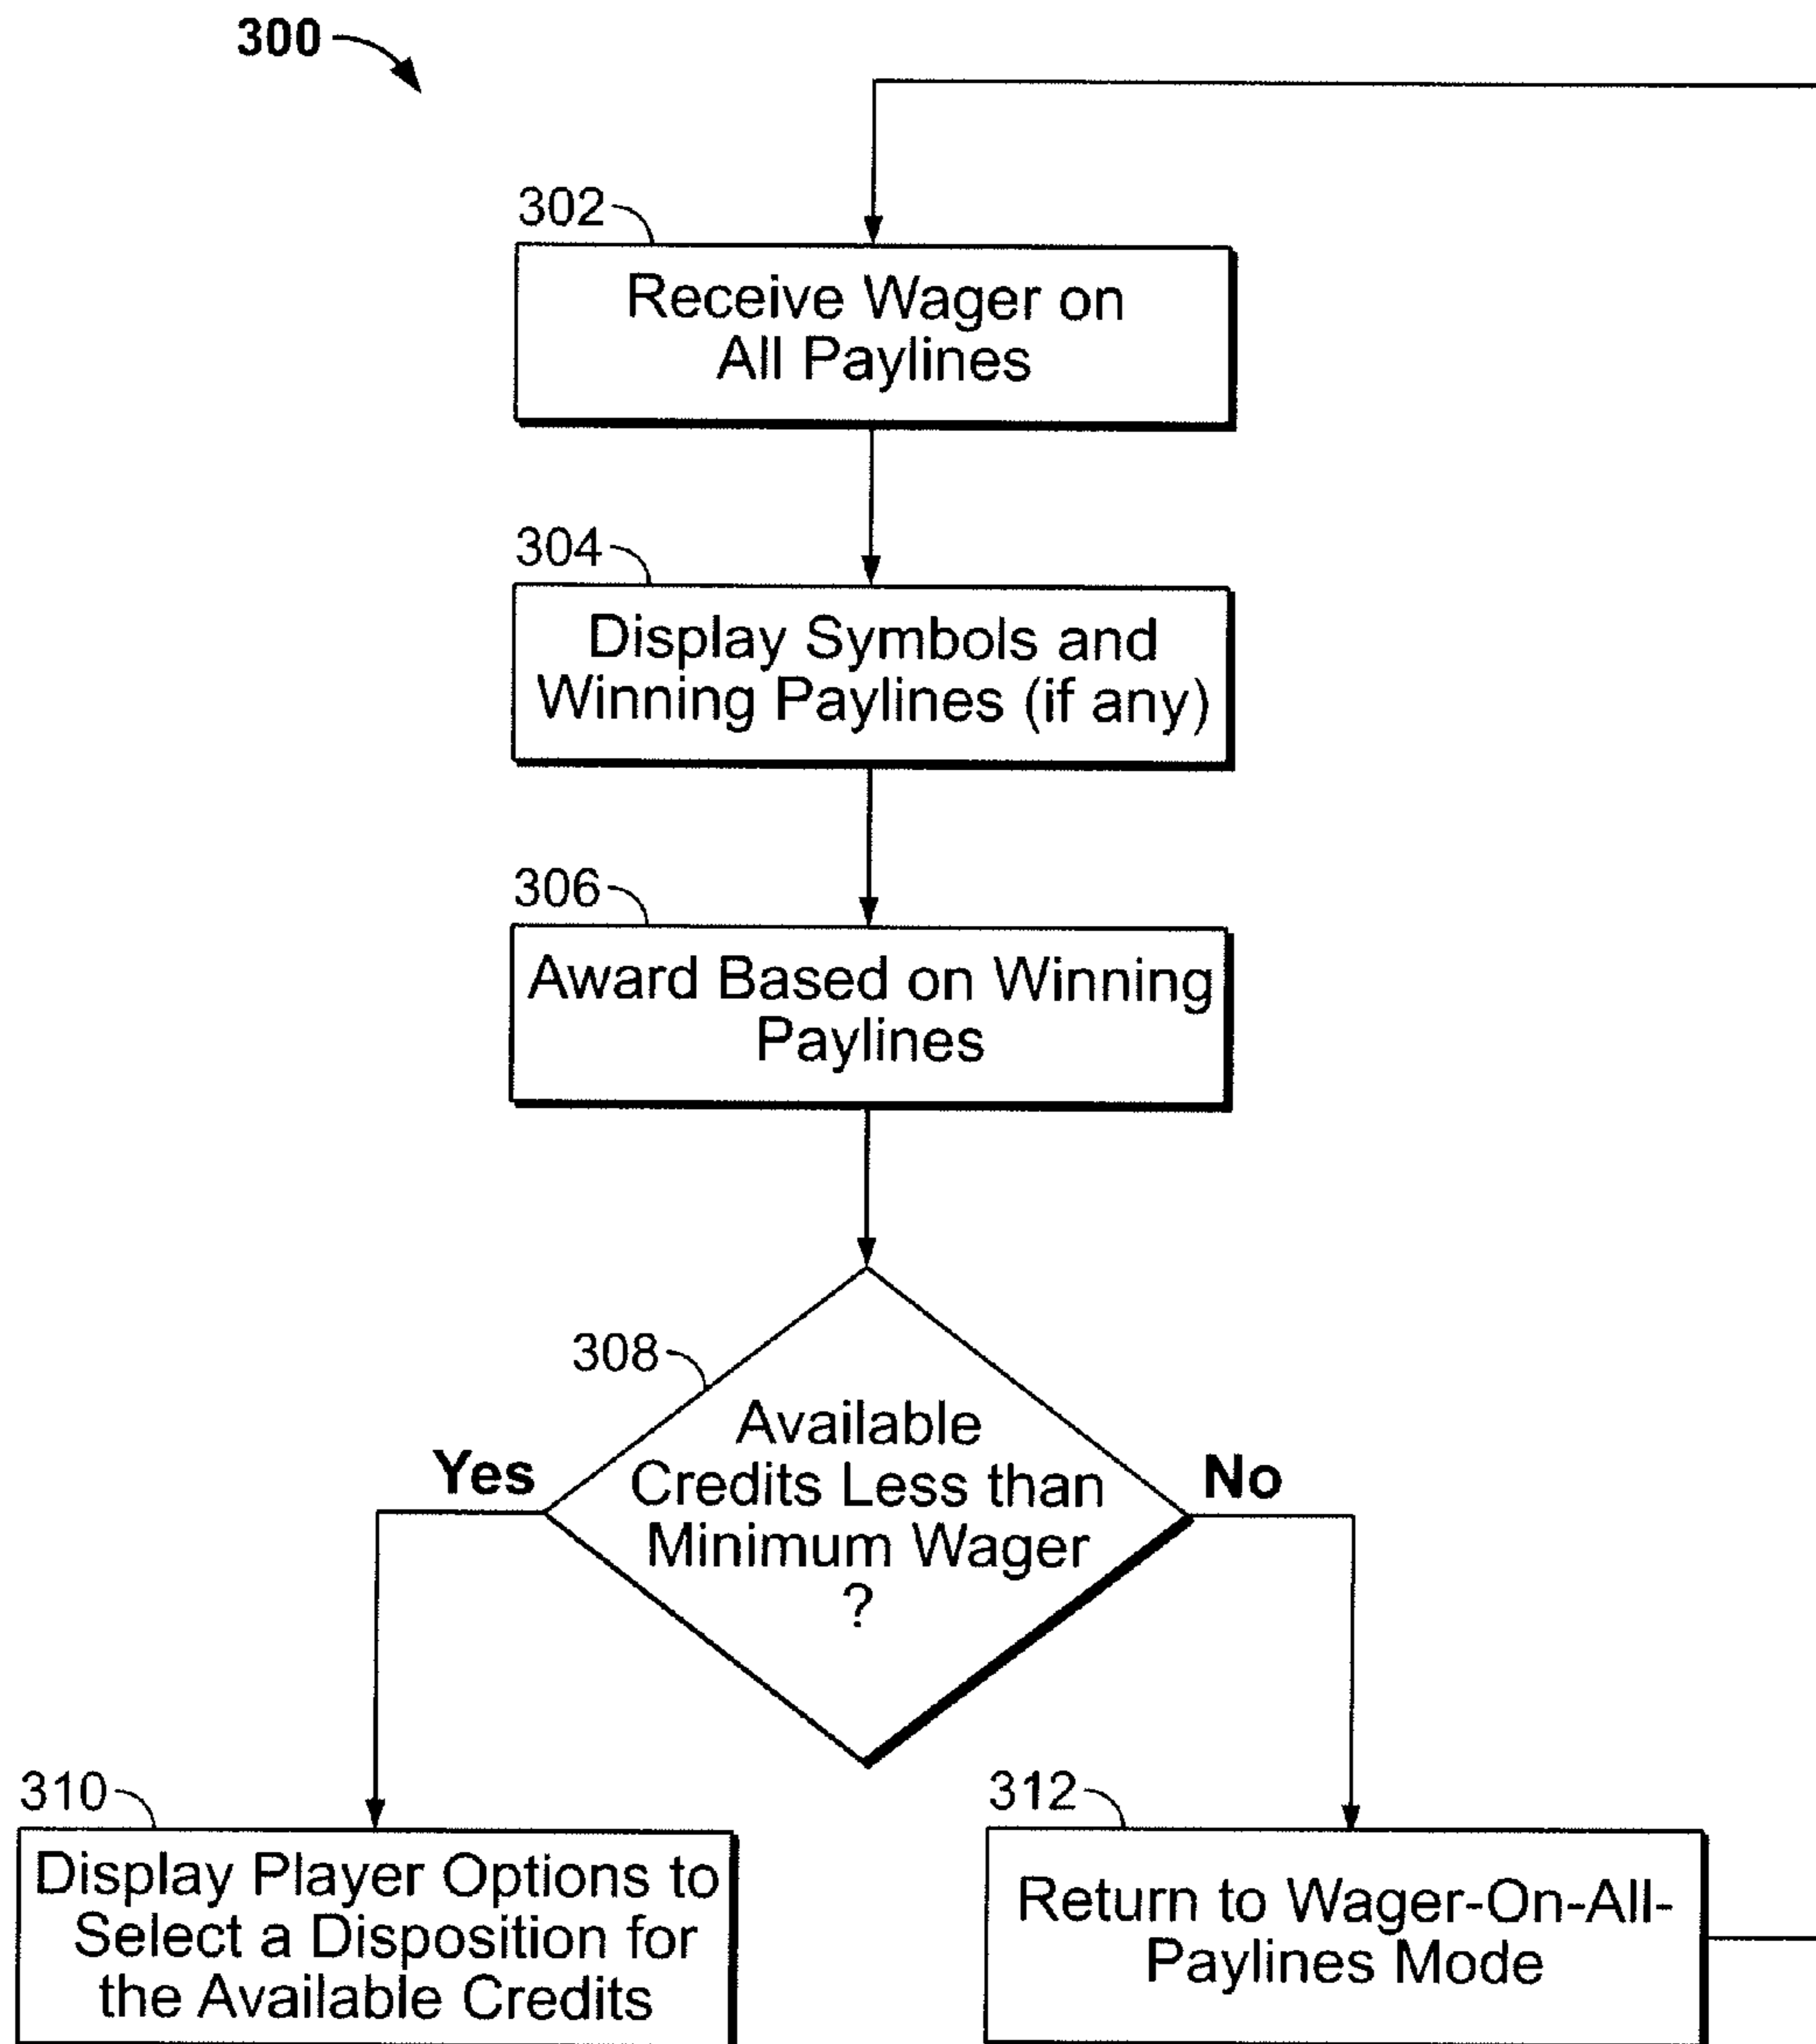 300
302
Receive Wager on
All Paylines
304
Display Symbols and
Winning Paylines (if any)
306
Award Based on Winning
Paylines
308
Available
Credits Less than
Minimum Wager
?
Yes
No
310
Display Player Options to
Select a Disposition for
the Available Credits
312
Return to Wager-On-All-
Paylines Mode